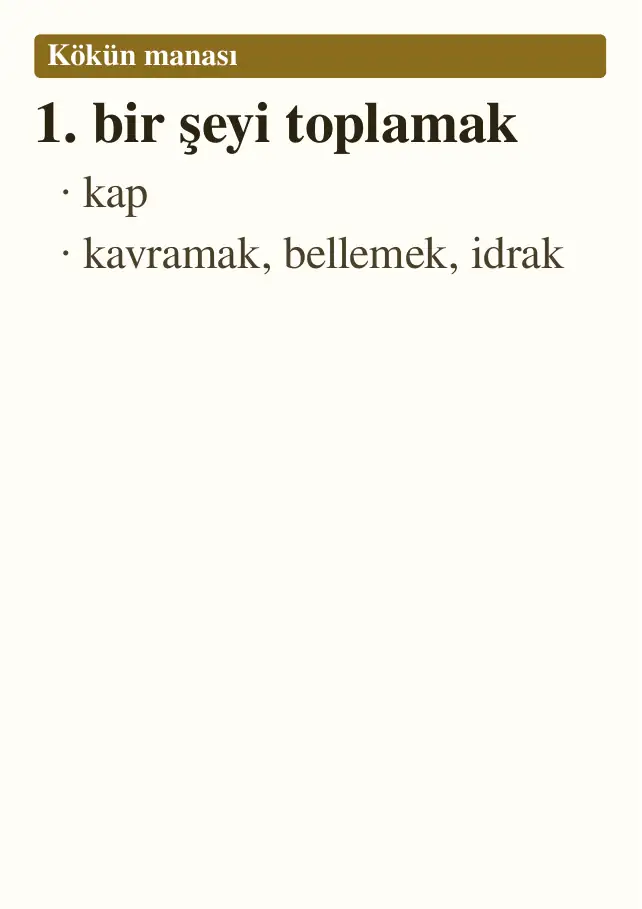 Kökün manası
1. bir şeyi toplamak
· kap
· kavramak, bellemek, idrak